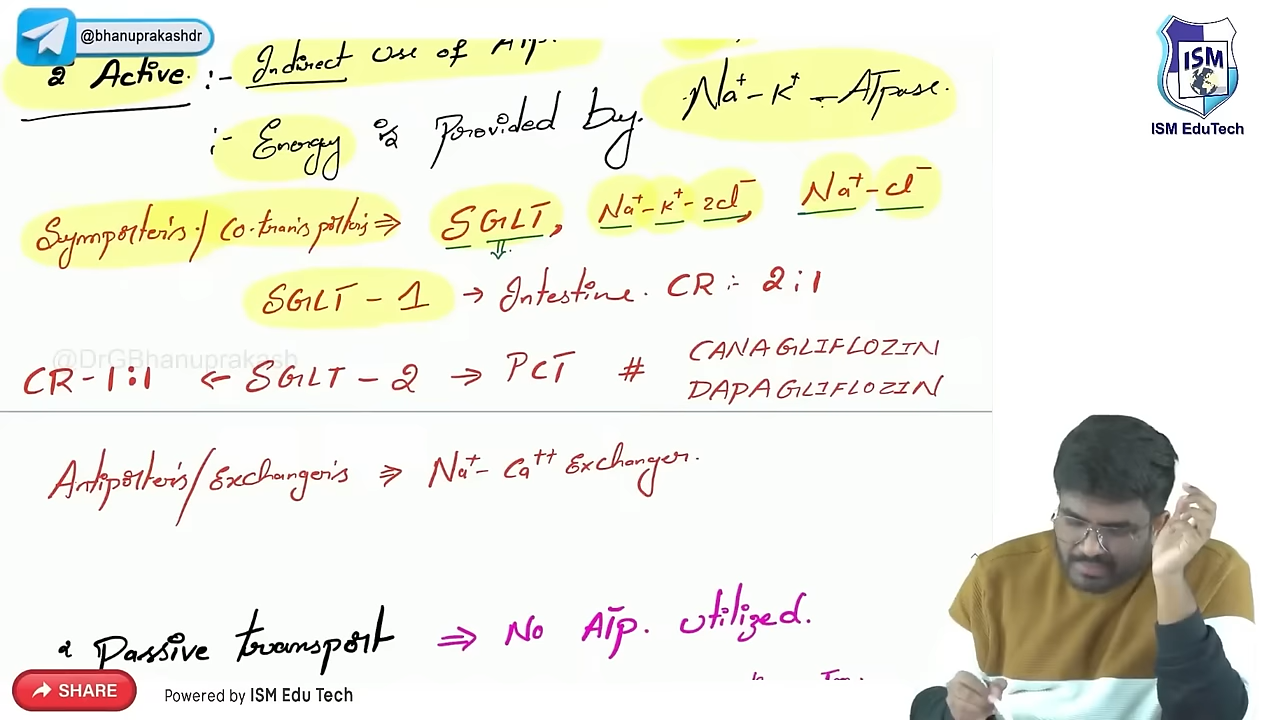 @bhanuprakashdr
ISM
ISM EduTech
2° Active :- Indirect use of ATP.
:- Energy is Provided by Na⁺-K⁺-ATPase.
Symporters/Co-transporters ⇒ SGLT, Na⁺-K⁺-2Cl⁻, Na⁺-Cl⁻
⇓
SGLT-1 → Intestine. CR :- 2:1
@DrGBhanuprakash
CR-1:1 ← SGLT-2 → PCT # CANAGLIFLOZIN
DAPAGLIFLOZIN
Antiporters/Exchangers ⇒ Na⁺-Ca⁺⁺ Exchanger.
Passive transport ⇒ No ATP. utilized.
SHARE
Powered by ISM Edu Tech